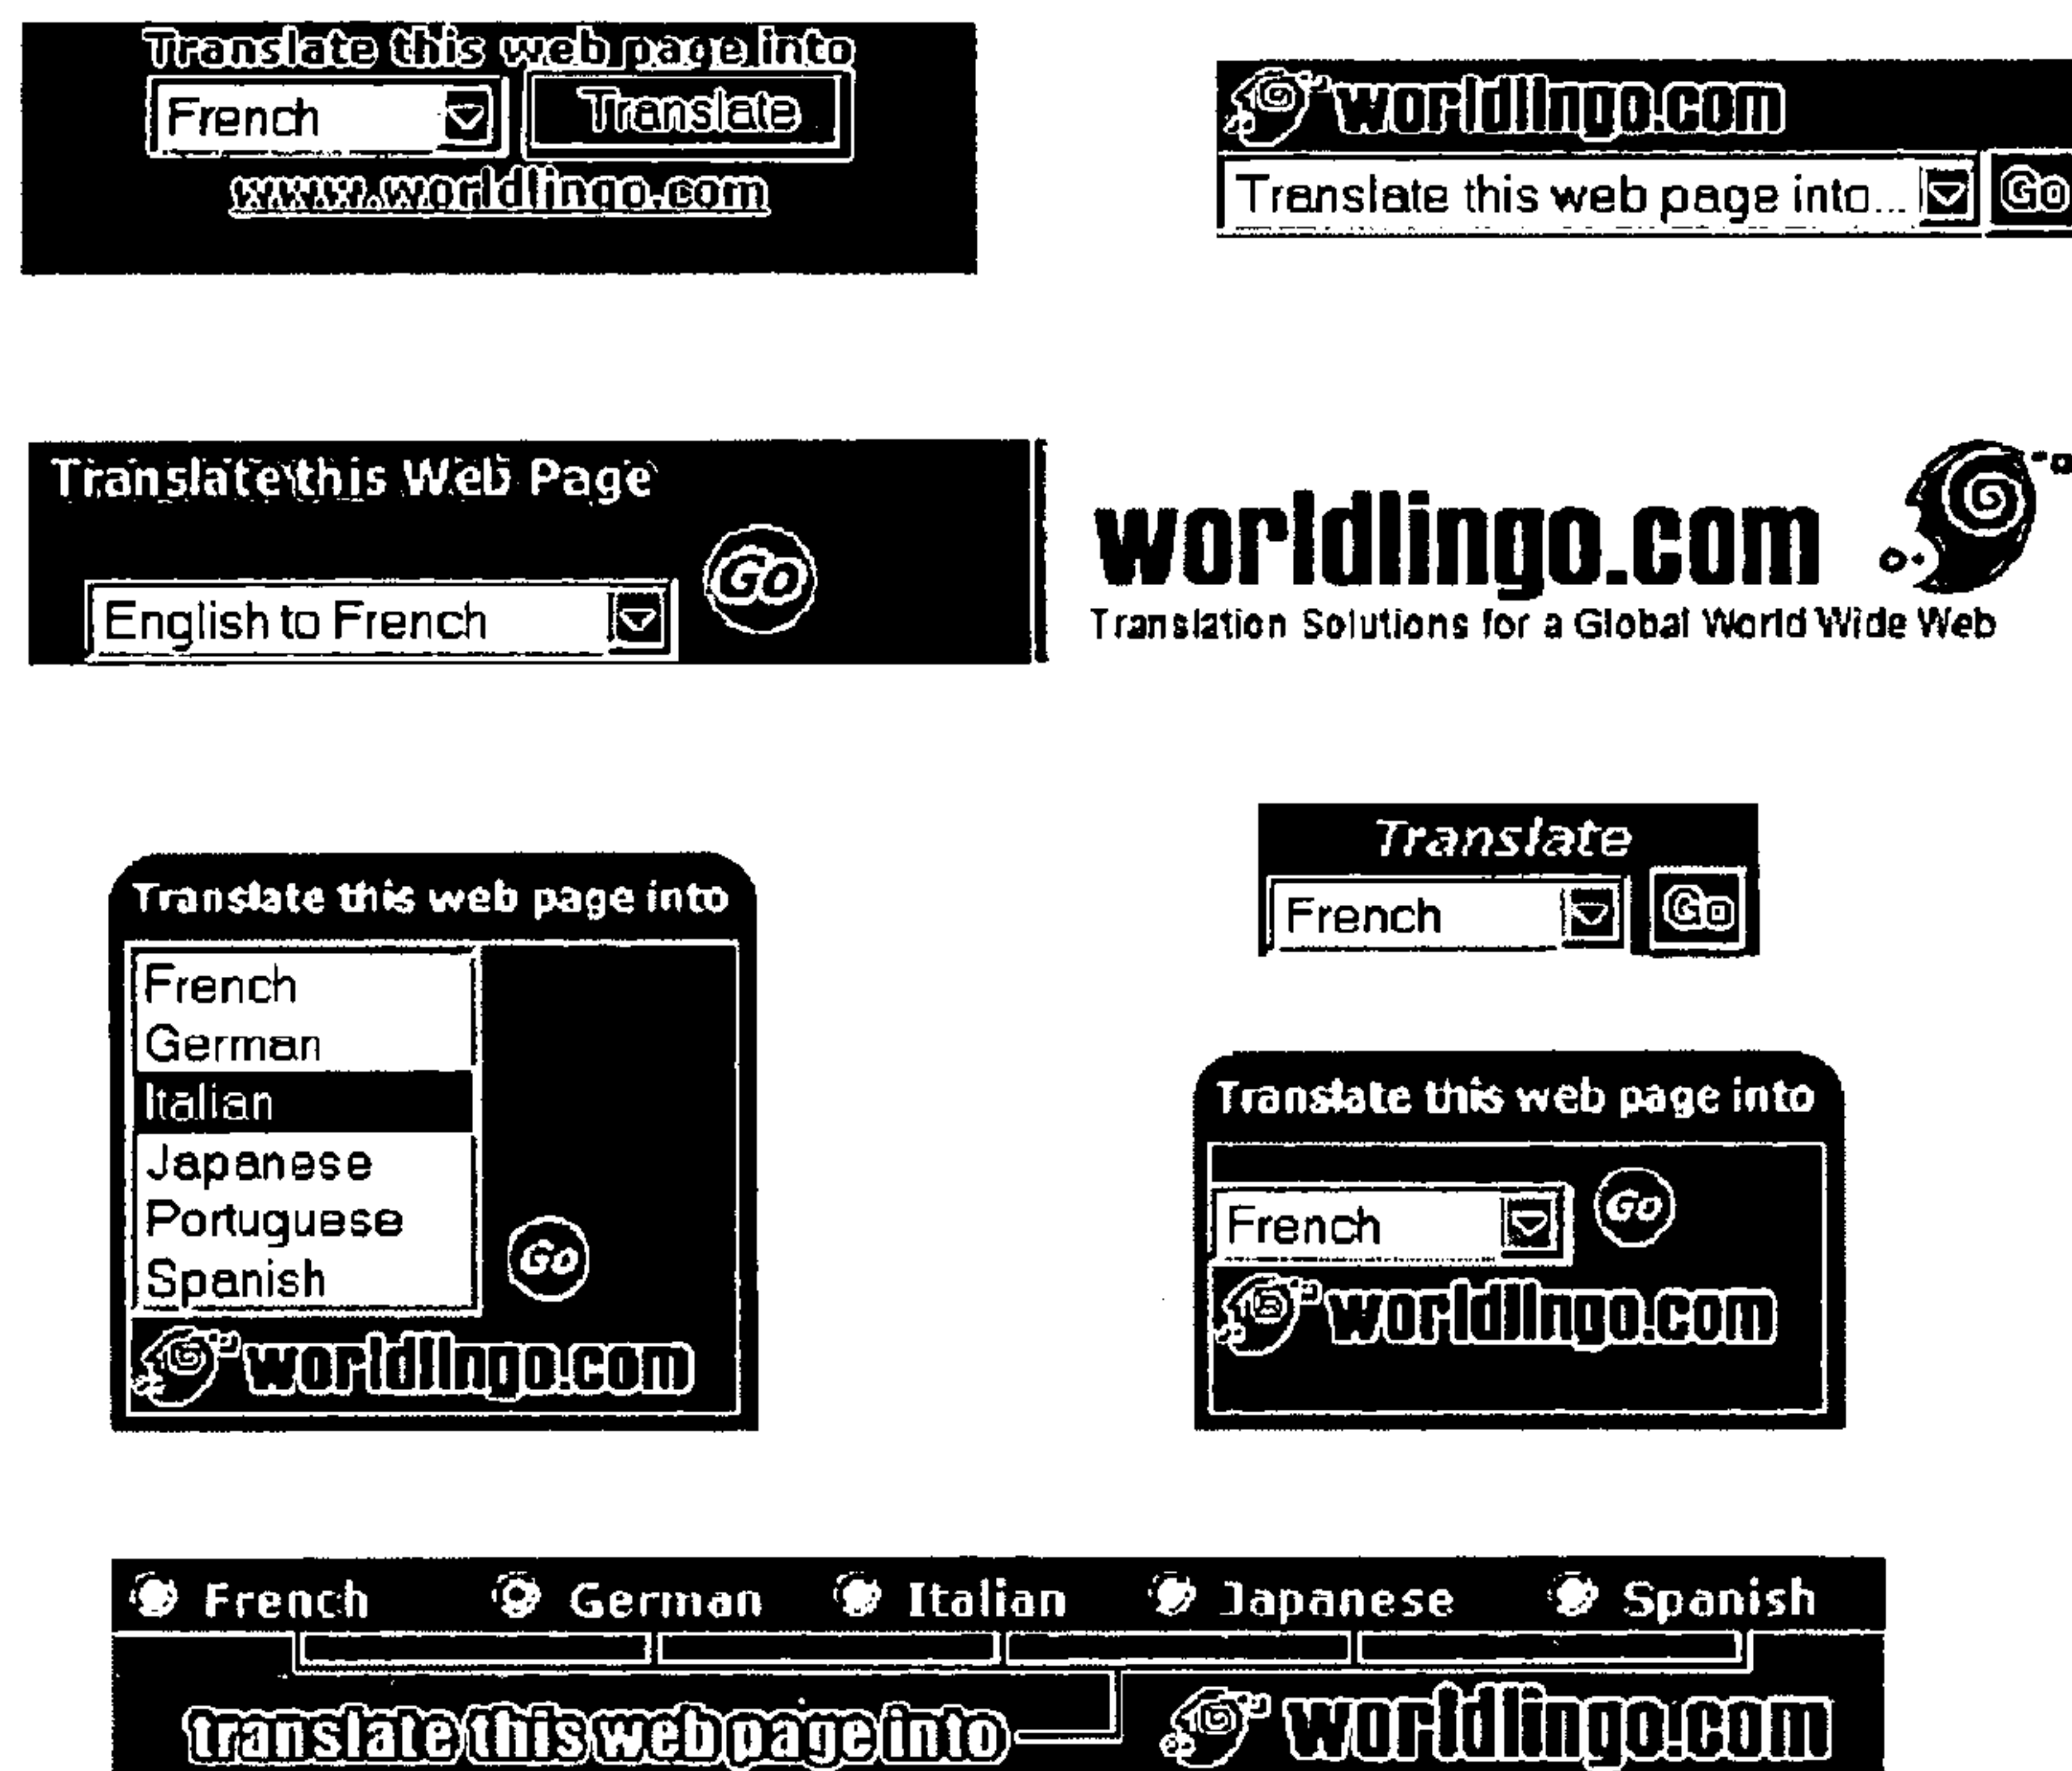 Translate this web page into
French
Translate
www.worldlingo.com
worldlingo.com
Translate this web page into...
Go
Translate this Web Page
English to French
Go
worldlingo.com
Translation Solutions for a Global World Wide Web
Translate this web page into
French
German
Italian
Japanese
Portuguese
Spanish
Go
worldlingo.com
Translate
French
Go
Translate this web page into
French
Go
worldlingo.com
French German Italian Japanese Spanish
translate this web page into
worldlingo.com